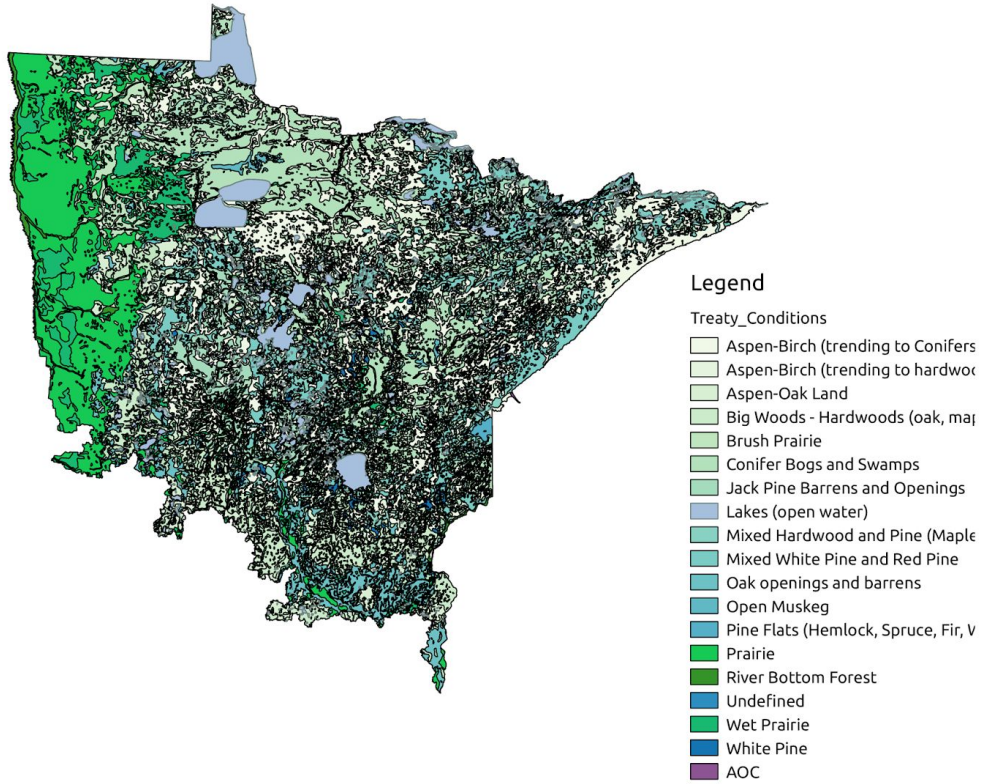 Legend
Treaty_Conditions
Aspen-Birch (trending to Conifers
Aspen-Birch (trending to hardwoo
Aspen-Oak Land
Big Woods - Hardwoods (oak, map
Brush Prairie
Conifer Bogs and Swamps
Jack Pine Barrens and Openings
Lakes (open water)
Mixed Hardwood and Pine (Maple
Mixed White Pine and Red Pine
Oak openings and barrens
Open Muskeg
Pine Flats (Hemlock, Spruce, Fir, W
Prairie
River Bottom Forest
Undefined
Wet Prairie
White Pine
AOC